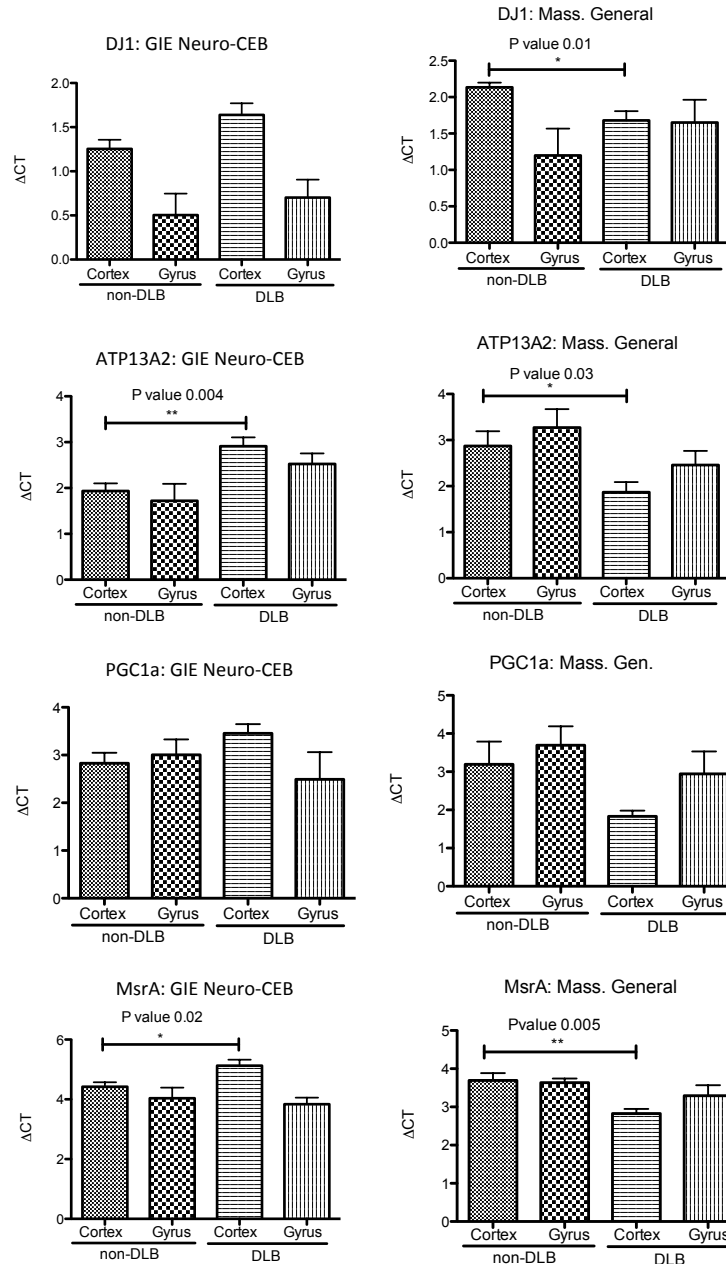 DJ1: GIE Neuro-CEB
2.0
1.5
1.0
0.5
0.0
ΔCT
Cortex Gyrus Cortex Gyrus
non-DLB DLB
DJ1: Mass. General
P value 0.01
*
2.5
2.0
1.5
1.0
0.5
0.0
ΔCT
Cortex Gyrus Cortex Gyrus
non-DLB DLB
ATP13A2: GIE Neuro-CEB
P value 0.004
**
4
3
2
1
0
ΔCT
Cortex Gyrus Cortex Gyrus
non-DLB DLB
ATP13A2: Mass. General
P value 0.03
*
4
3
2
1
0
ΔCT
Cortex Gyrus Cortex Gyrus
non-DLB DLB
PGC1a: GIE Neuro-CEB
4
3
2
1
0
ΔCT
Cortex Gyrus Cortex Gyrus
non-DLB DLB
PGC1a: Mass. Gen.
5
4
3
2
1
0
ΔCT
Cortex Gyrus Cortex Gyrus
non-DLB DLB
MsrA: GIE Neuro-CEB
P value 0.02
*
6
4
2
0
ΔCT
Cortex Gyrus Cortex Gyrus
non-DLB DLB
MsrA: Mass. General
Pvalue 0.005
**
5
4
3
2
1
0
ΔCT
Cortex Gyrus Cortex Gyrus
non-DLB DLB